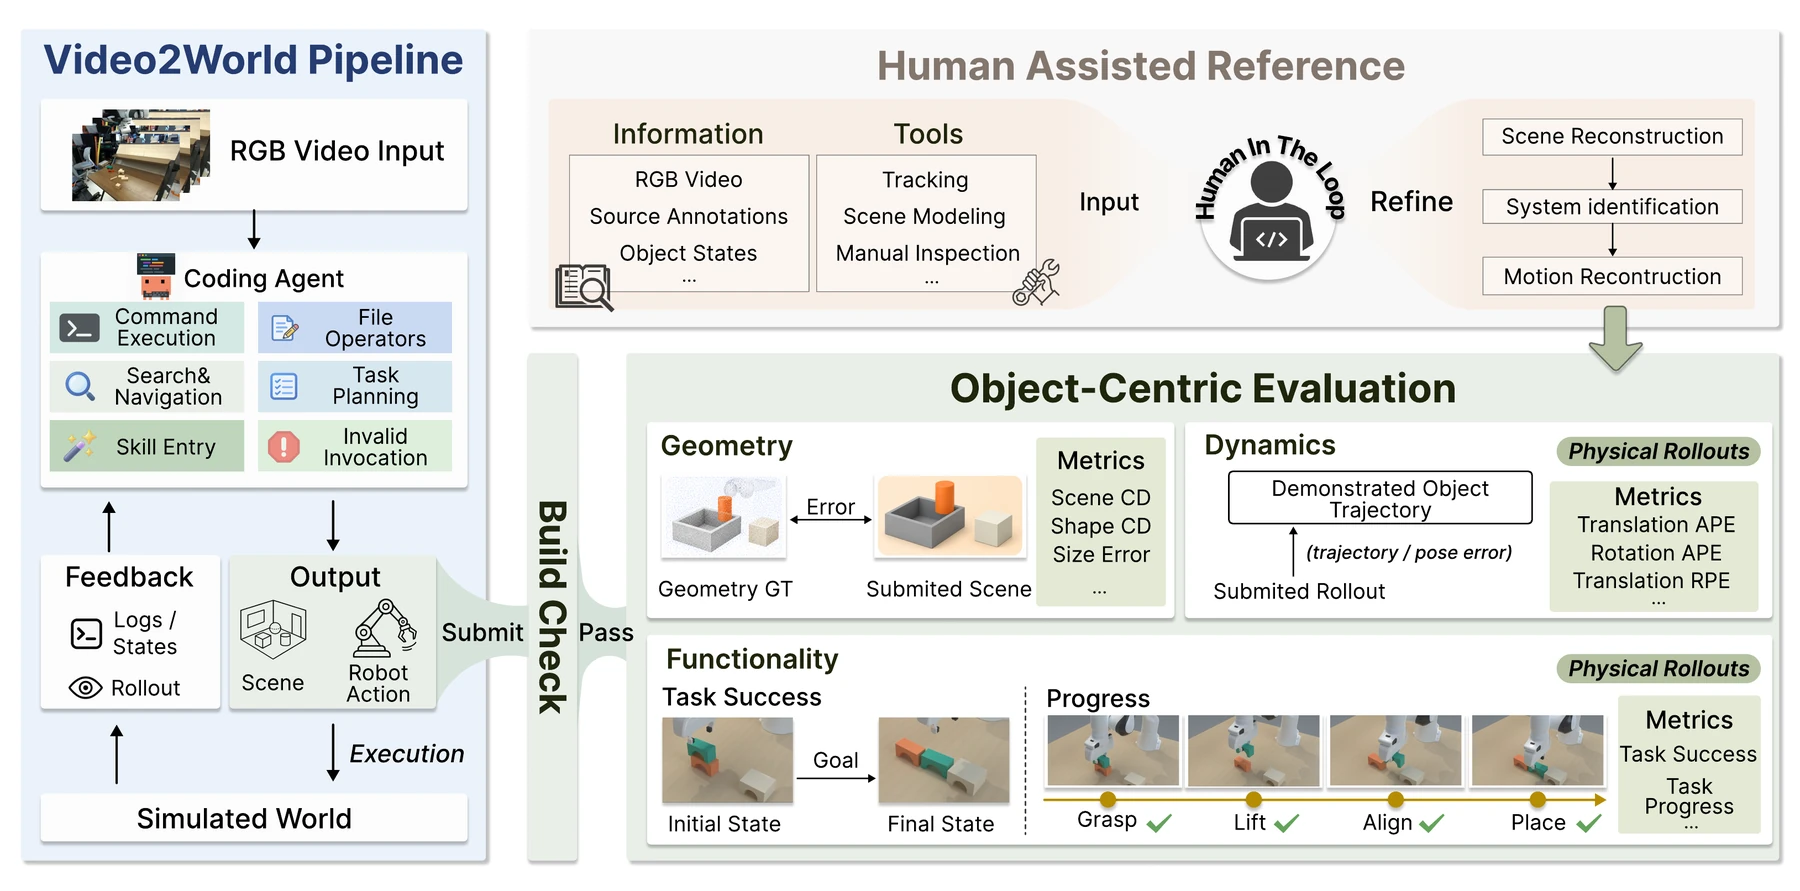 Video2World Pipeline
RGB Video Input
Coding Agent
Command
Execution
File
Operators
Search&
Navigation
Task
Planning
Skill Entry
Invalid
Invocation
Feedback
Logs /
States
Rollout
Output
Scene
Robot
Action
Execution
Simulated World
Submit
Build Check
Pass
Human Assisted Reference
Information
RGB Video
Source Annotations
Object States
...
Tools
Tracking
Scene Modeling
Manual Inspection
...
Input
Human In The Loop
</>
Refine
Scene Reconstruction
System identification
Motion Recontruction
Object-Centric Evaluation
Geometry
Error
Geometry GT
Submited Scene
Metrics
Scene CD
Shape CD
Size Error
...
Dynamics
Physical Rollouts
Demonstrated Object
Trajectory
(trajectory / pose error)
Submited Rollout
Metrics
Translation APE
Rotation APE
Translation RPE
...
Functionality
Physical Rollouts
Task Success
Goal
Initial State
Final State
Progress
Grasp
Lift
Align
Place
Metrics
Task Success
Task
Progress
...